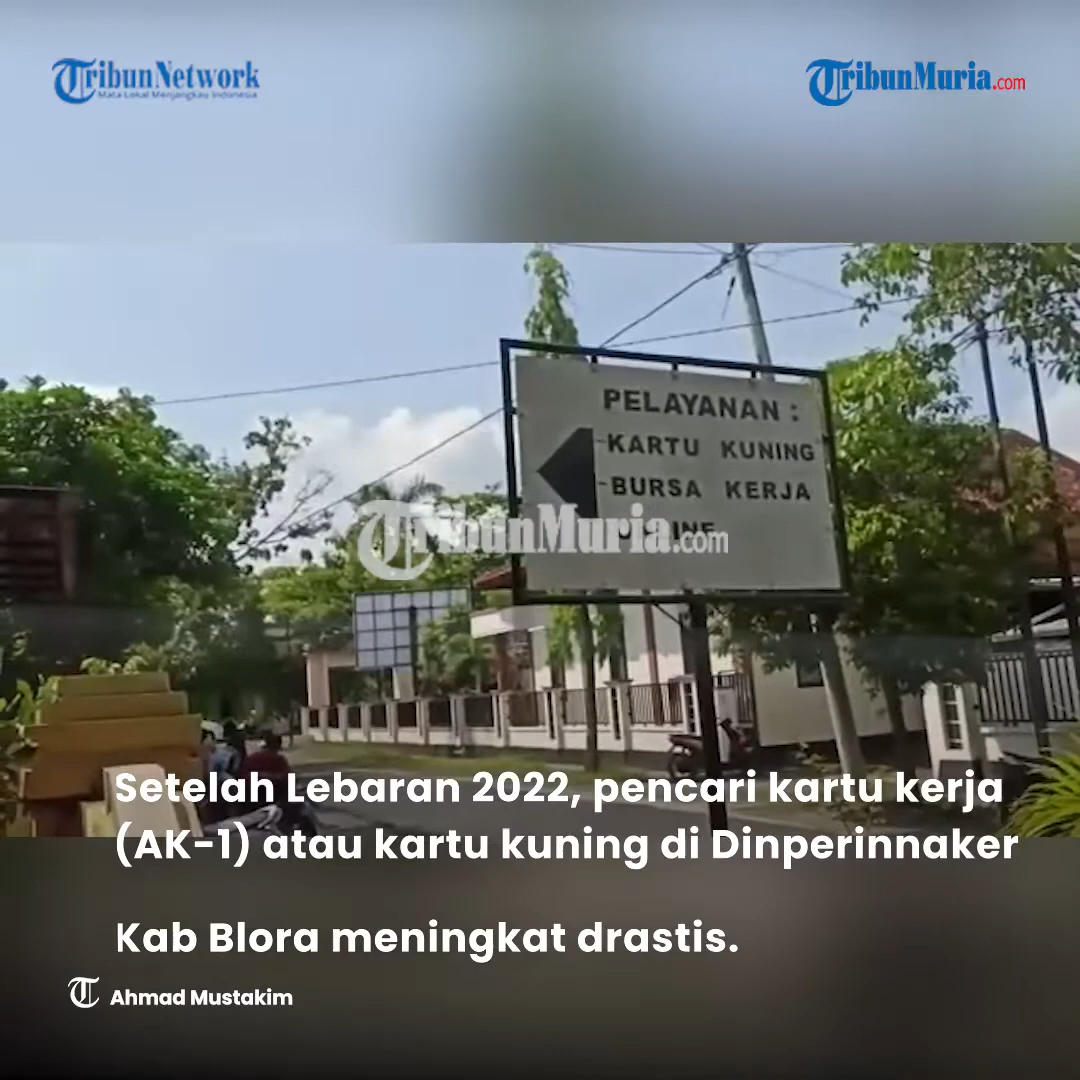 TribunNetwork
Mata Lokal Menjangkau Indonesia
TribunMuria.com
PELAYANAN :
-KARTU KUNING
-BURSA KERJA
TribunMuria.com
Setelah Lebaran 2022, pencari kartu kerja
(AK-1) atau kartu kuning di Dinperinnaker
Kab Blora meningkat drastis.
Ahmad Mustakim